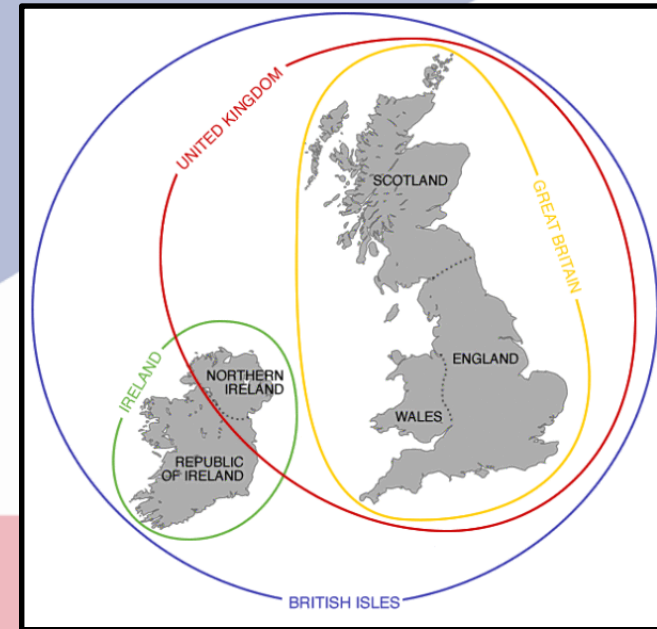 UNITED KINGDOM
SCOTLAND
GREAT BRITAIN
IRELAND
NORTHERN
IRELAND
ENGLAND
WALES
REPUBLIC
OF IRELAND
BRITISH ISLES